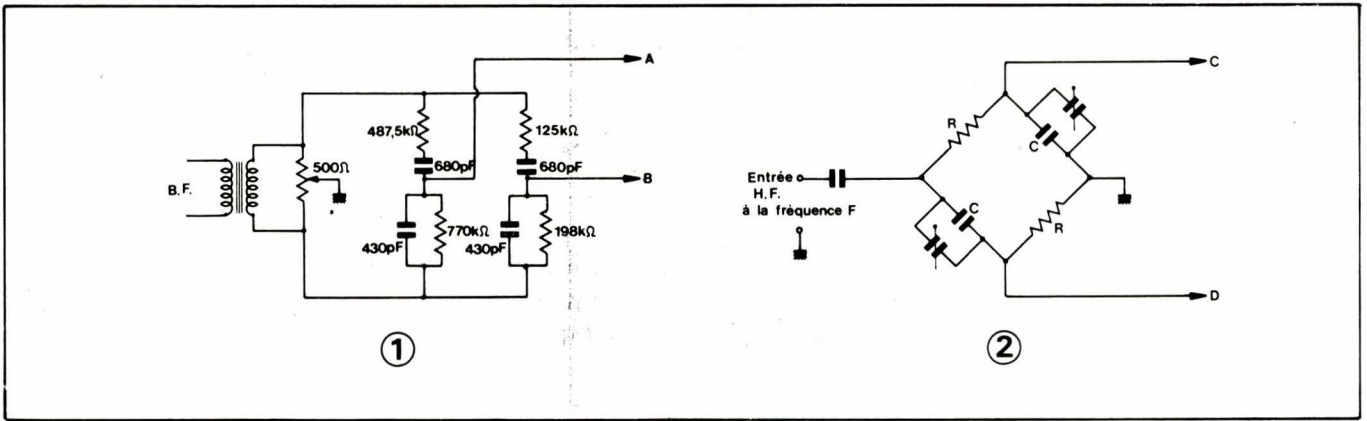 B.F.
500Ω
487,5kΩ
680pF
430pF
770kΩ
125kΩ
680pF
430pF
198kΩ
A
B
①
Entrée
H.F.
à la fréquence F
R
C
C
R
C
D
②